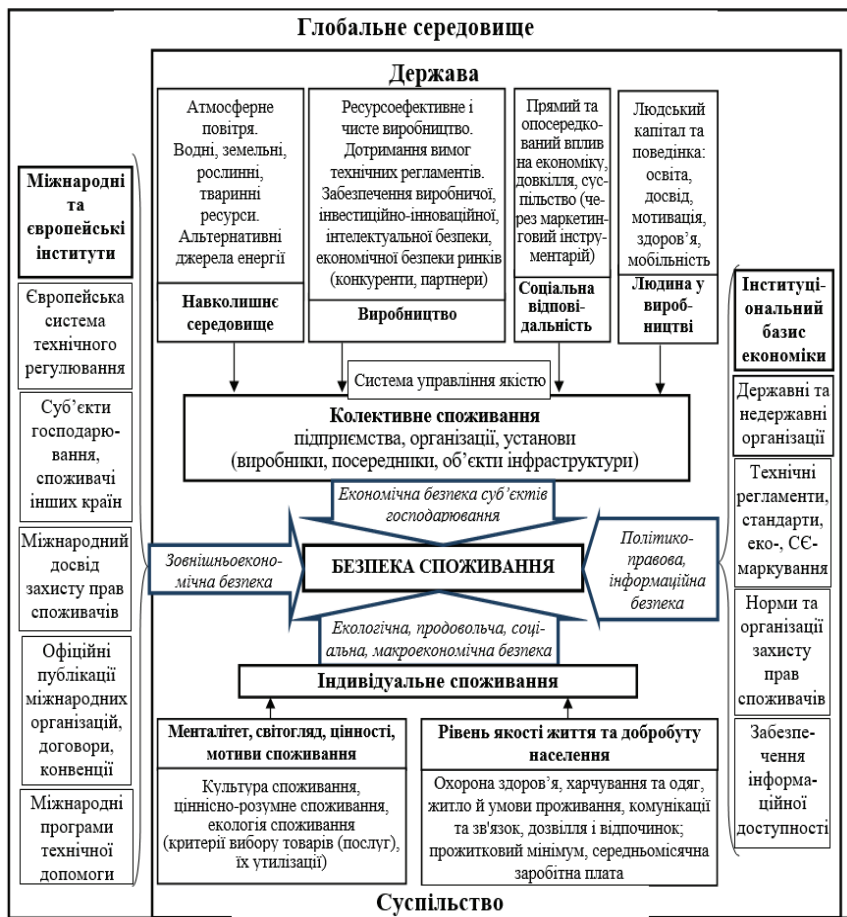 Глобальне середовище
Держава
Міжнародні
та
європейські
інститути
Європейська
система
технічного
регулювання
Суб’єкти
господарю-
вання,
споживачі
інших країн
Міжнародний
досвід
захисту прав
споживачів
Офіційні
публікації
міжнародних
організацій,
договори,
конвенції
Міжнародні
програми
технічної
допомоги
Атмосферне
повітря.
Водні, земельні,
рослинні,
тваринні
ресурси.
Альтернативні
джерела енергії
Навколишнє
середовище
Ресурсоефективне і
чисте виробництво.
Дотримання вимог
технічних регламентів.
Забезпечення виробничої,
інвестиційно-інноваційної,
інтелектуальної безпеки,
економічної безпеки ринків
(конкуренти, партнери)
Виробництво
Прямий та
опосередко-
ваний вплив
на економіку,
довкілля, сус-
пільство (че-
рез маркетин-
говий інстру-
ментарій)
Соціальна
відпові-
дальність
Людський
капітал та
поведінка:
освіта,
досвід,
мотивація,
здоров’я,
мобільність
Людина у
вироб-
ництві
Система управління якістю
Колективне споживання
підприємства, організації, установи
(виробники, посередники, об’єкти інфраструктури)
Економічна безпека суб’єктів
господарювання
Зовнішньоеконо-
мічна безпека
БЕЗПЕКА СПОЖИВАННЯ
Політико-
правова,
інформаційна
безпека
Екологічна, продовольча, соці-
альна, макроекономічна безпека
Індивідуальне споживання
Менталітет, світогляд, цінності,
мотиви споживання
Культура споживання,
ціннісно-розумне споживання,
екологія споживання
(критерії вибору товарів (послуг),
їх утилізації)
Рівень якості життя та добробуту
населення
Охорона здоров’я, харчування та одяг,
житло й умови проживання, комунікації
та зв'язок, дозвілля і відпочинок;
прожитковий мінімум, середньомісячна
заробітна плата
Інституці-
ональний
базис
економіки
Державні та
недержавні
організації
Технічні
регламенти,
стандарти,
еко-, СЄ-
маркування
Норми та
організації
захисту
прав
споживачів
Забезпе-
чення
інформа-
ційної
доступності
Суспільство